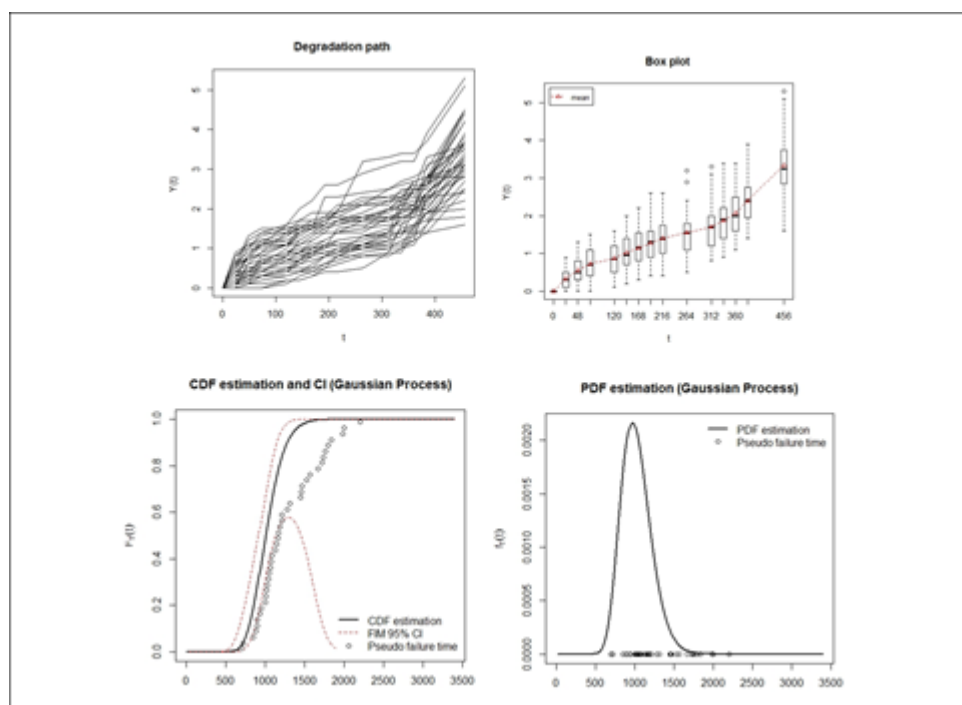 Degradation path
Y(t)
0 1 2 3 4 5
0 100 200 300 400
t
Box plot
mean
Y(t)
0 1 2 3 4 5
0 48 120 168 216 264 312 360 456
t
CDF estimation and CI (Gaussian Process)
0.0 0.2 0.4 0.6 0.8 1.0
CDF estimation
FIM 95% CI
Pseudo failure time
0 500 1000 1500 2000 2500 3000 3500
PDF estimation (Gaussian Process)
0.0000 0.0005 0.0010 0.0015 0.0020
PDF estimation
Pseudo failure time
0 500 1000 1500 2000 2500 3000 3500